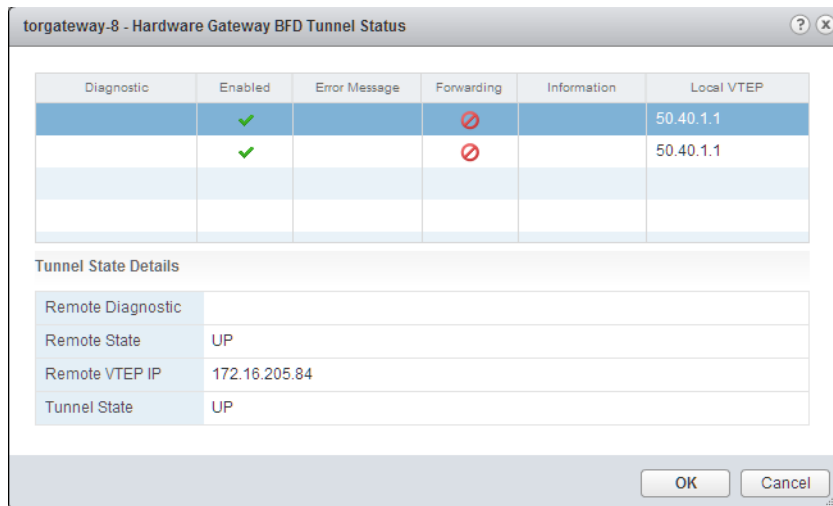 torgateway-8 - Hardware Gateway BFD Tunnel Status ? x
Diagnostic Enabled Error Message Forwarding Information Local VTEP
50.40.1.1
50.40.1.1
Tunnel State Details
Remote Diagnostic
Remote State UP
Remote VTEP IP 172.16.205.84
Tunnel State UP
OK Cancel